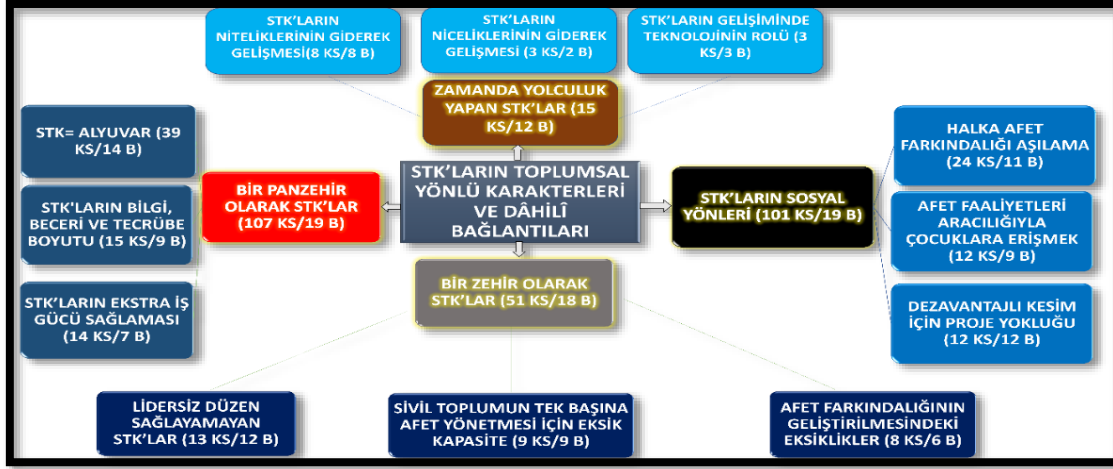 STK'LARIN
NİTELİKLERİNİN GİDEREK
GELİŞMESİ(8 KS/8 B)
STK'LARIN
NİCELİKLERİNİN GİDEREK
GELİŞMESİ (3 KS/2 B)
STK'LARIN GELİŞİMİNDE
TEKNOLOJİNİN ROLÜ (3
KS/3 B)
ZAMANDA YOLCULUK
YAPAN STK'LAR (15
KS/12 B)
STK= ALYUVAR (39
KS/14 B)
STK'LARIN BİLGİ,
BECERİ VE TECRÜBE
BOYUTU (15 KS/9 B)
STK'LARIN EKSTRA İŞ
GÜCÜ SAĞLAMASI
(14 KS/7 B)
BİR PANZEHİR
OLARAK STK'LAR
(107 KS/19 B)
STK'LARIN TOPLUMSAL
YÖNLÜ KARAKTERLERİ
VE DÂHİLÎ
BAĞLANTILARI
STK'LARIN SOSYAL
YÖNLERİ (101 KS/19 B)
HALKA AFET
FARKINDALIĞI AŞILAMA
(24 KS/11 B)
AFET FAALİYETLERİ
ARACILIĞIYLA
ÇOCUKLARA ERİŞMEK
(12 KS/9 B)
DEZAVANTAJLI KESİM
İÇİN PROJE YOKLUĞU
(12 KS/12 B)
BİR ZEHİR OLARAK
STK'LAR (51 KS/18 B)
LİDERSİZ DÜZEN
SAĞLAYAMAYAN
STK'LAR (13 KS/12 B)
SİVİL TOPLUMUN TEK BAŞINA
AFET YÖNETMESİ İÇİN EKSİK
KAPASİTE (9 KS/9 B)
AFET FARKINDALIĞININ
GELİŞTİRİLMESİNDEKİ
EKSİKLİKLER (8 KS/6 B)